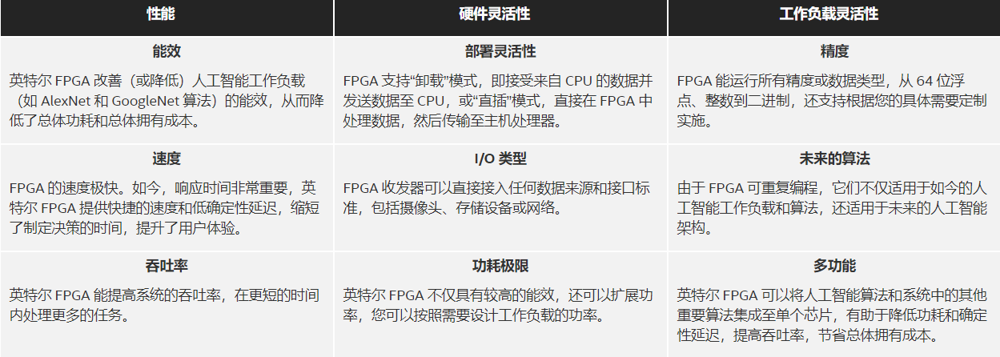 性能
硬件灵活性
工作负载灵活性
能效
英特尔 FPGA 改善（或降低）人工智能工作负载
（如 AlexNet 和 GoogleNet 算法）的能效，从而降
低了总体功耗和总体拥有成本。
部署灵活性
FPGA 支持“卸载”模式，即接受来自 CPU 的数据并
发送数据至 CPU，或“直插”模式，直接在 FPGA 中
处理数据，然后传输至主机处理器。
精度
FPGA 能运行所有精度或数据类型，从 64 位浮
点、整数到二进制，还支持根据您的具体需要定制
实施。
速度
FPGA 的速度极快。如今，响应时间非常重要，英
特尔 FPGA 提供快捷的速度和低确定性延迟，缩短
了制定决策的时间，提升了用户体验。
I/O 类型
FPGA 收发器可以直接接入任何数据来源和接口标
准，包括摄像头、存储设备或网络。
未来的算法
由于 FPGA 可重复编程，它们不仅适用于如今的人
工智能工作负载和算法，还适用于未来的人工智能
架构。
吞吐率
英特尔 FPGA 能提高系统的吞吐率，在更短的时间
内处理更多的任务。
功耗极限
英特尔 FPGA 不仅具有较高的能效，还可以扩展功
率，您可以按照需要设计工作负载的功率。
多功能
英特尔 FPGA 可以将人工智能算法和系统中的其他
重要算法集成至单个芯片，有助于降低功耗和确定
性延迟，提高吞吐率，节省总体拥有成本。